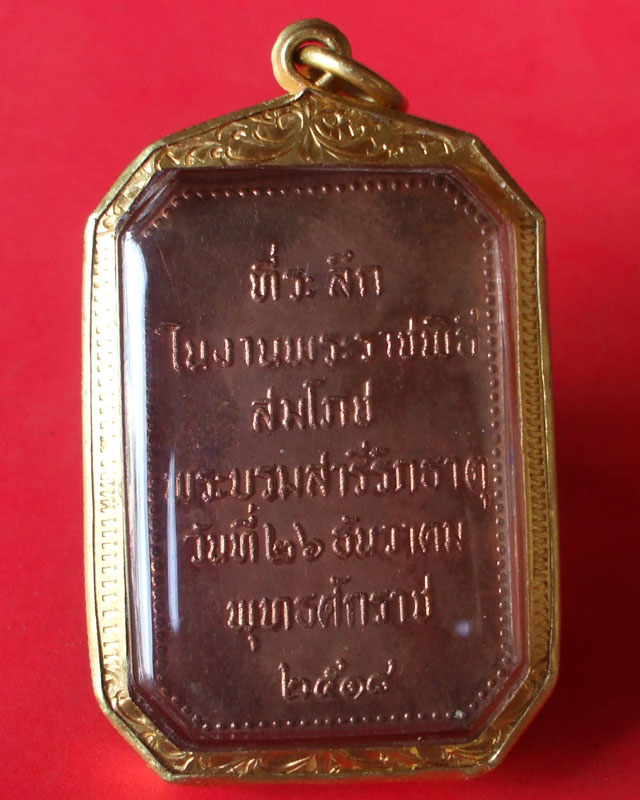 ที่ระลึก
ในงานพระราชพิธี
สมโภช
พระบรมสารีริกธาตุ
วันที่ ๒๖ ธันวาคม
พุทธศักราช
๒๕๑๘